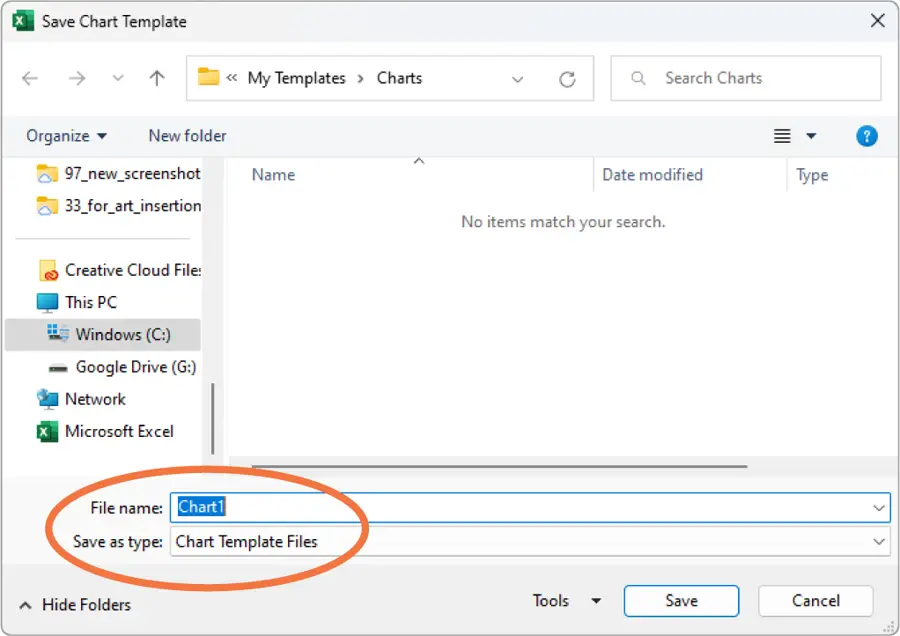 Save Chart Template
« My Templates > Charts
Search Charts
Organize
New folder
?
Name
Date modified
Type
97_new_screenshot
33_for_art_insertion
No items match your search.
Creative Cloud Files
This PC
Windows (C:)
Google Drive (G:)
Network
Microsoft Excel
File name: Chart1
Save as type: Chart Template Files
Hide Folders
Tools
Save
Cancel